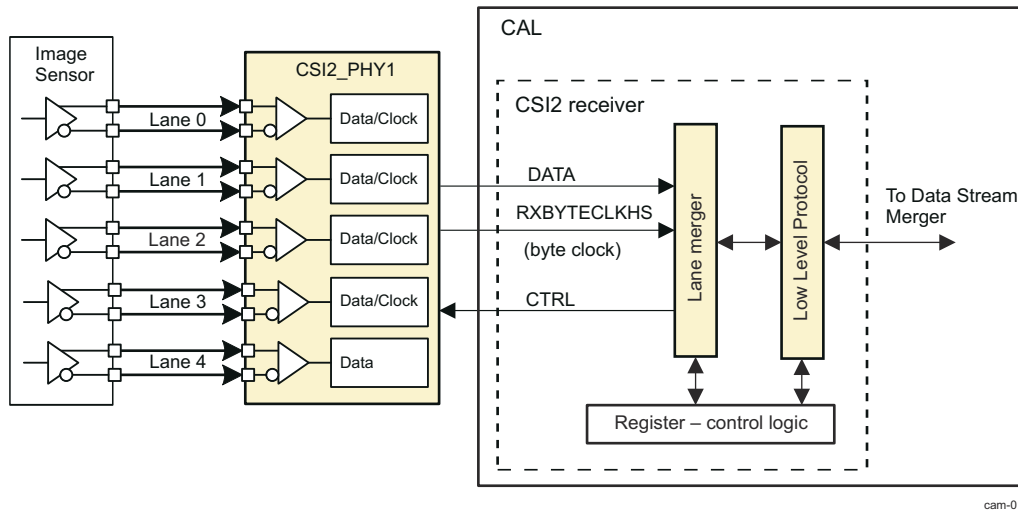 CAL
Image
Sensor
CSI2_PHY1
CSI2 receiver
Lane 0
Data/Clock
Lane 1
Data/Clock
DATA
Lane 2
Data/Clock
RXBYTECLKHS
(byte clock)
Lane 3
Data/Clock
CTRL
Lane 4
Data
Lane merger
Low Level Protocol
To Data Stream
Merger
Register – control logic
cam-0